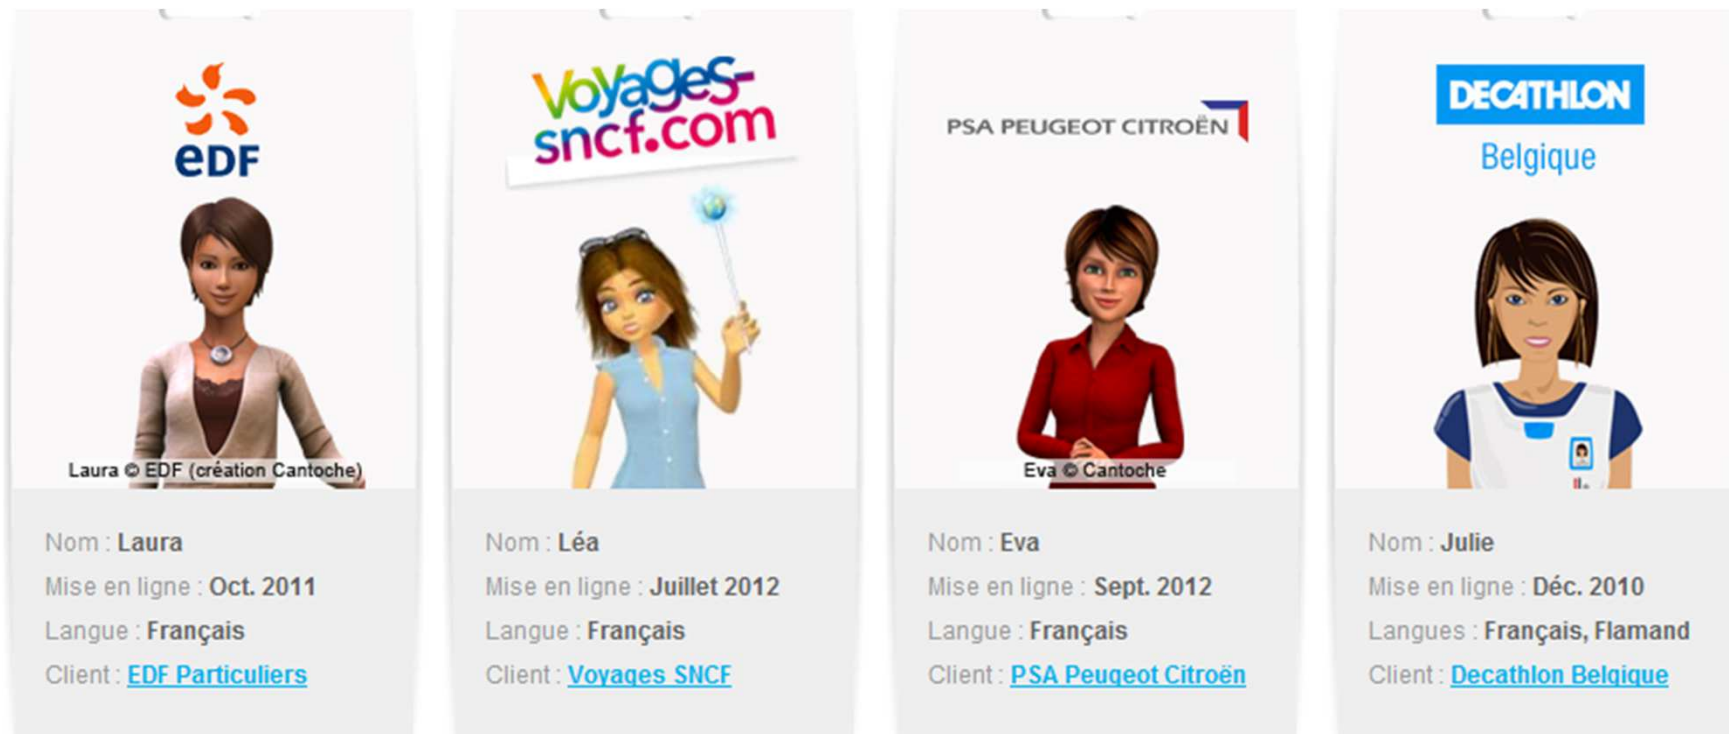 eDF
Laura © EDF (création Cantoche)
Nom : Laura
Mise en ligne : Oct. 2011
Langue : Français
Client : EDF Particuliers
Voyages-
sncf.com
Nom : Léa
Mise en ligne : Juillet 2012
Langue : Français
Client : Voyages SNCF
PSA PEUGEOT CITROËN
Eva © Cantoche
Nom : Eva
Mise en ligne : Sept. 2012
Langue : Français
Client : PSA Peugeot Citroën
DECATHLON
Belgique
Nom : Julie
Mise en ligne : Déc. 2010
Langues : Français, Flamand
Client : Decathlon Belgique